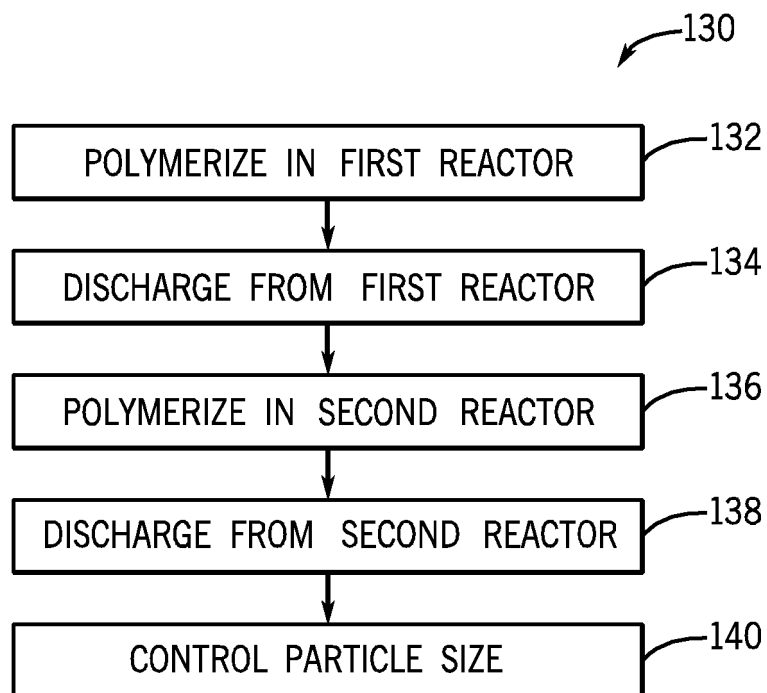 130
POLYMERIZE IN FIRST REACTOR
132
DISCHARGE FROM FIRST REACTOR
134
POLYMERIZE IN SECOND REACTOR
136
DISCHARGE FROM SECOND REACTOR
138
CONTROL PARTICLE SIZE
140